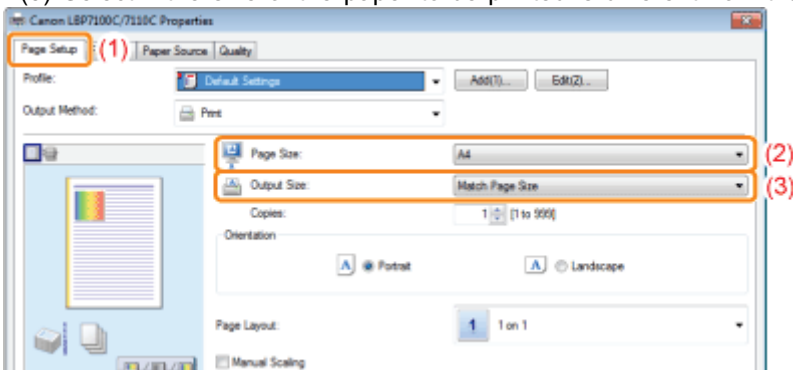 Canon LBP7100C/7110C Properties
Page Setup (1) Paper Source Quality
Profile: Default Settings Add(1)... Edit(2)...
Output Method: Print
Page Size: A4 (2)
Output Size: Match Page Size (3)
Copies: 1 [1 to 999]
Orientation
A Portrait A Landscape
Page Layout: 1 1 on 1
Manual Scaling